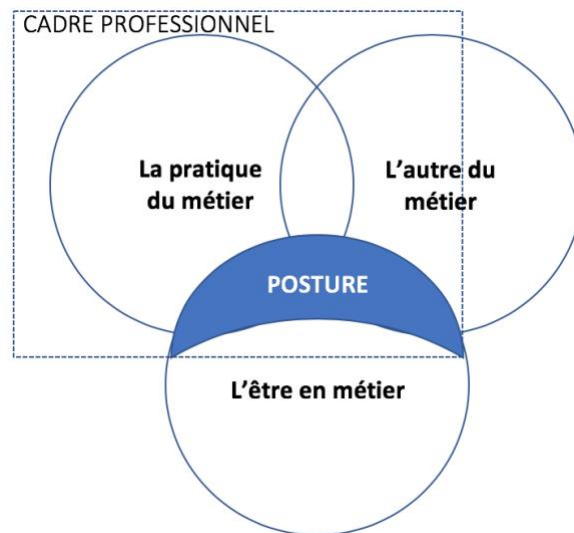 CADRE PROFESSIONNEL
La pratique
du métier
L’autre du
métier
POSTURE
L’être en métier